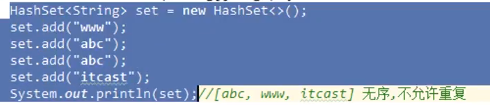 HashSet<String> set = new HashSet<>();
set.add("www");
set.add("abc");
set.add("abc");
set.add("itcast");
System.out.println(set);//[abc, www, itcast] 无序,不允许重复